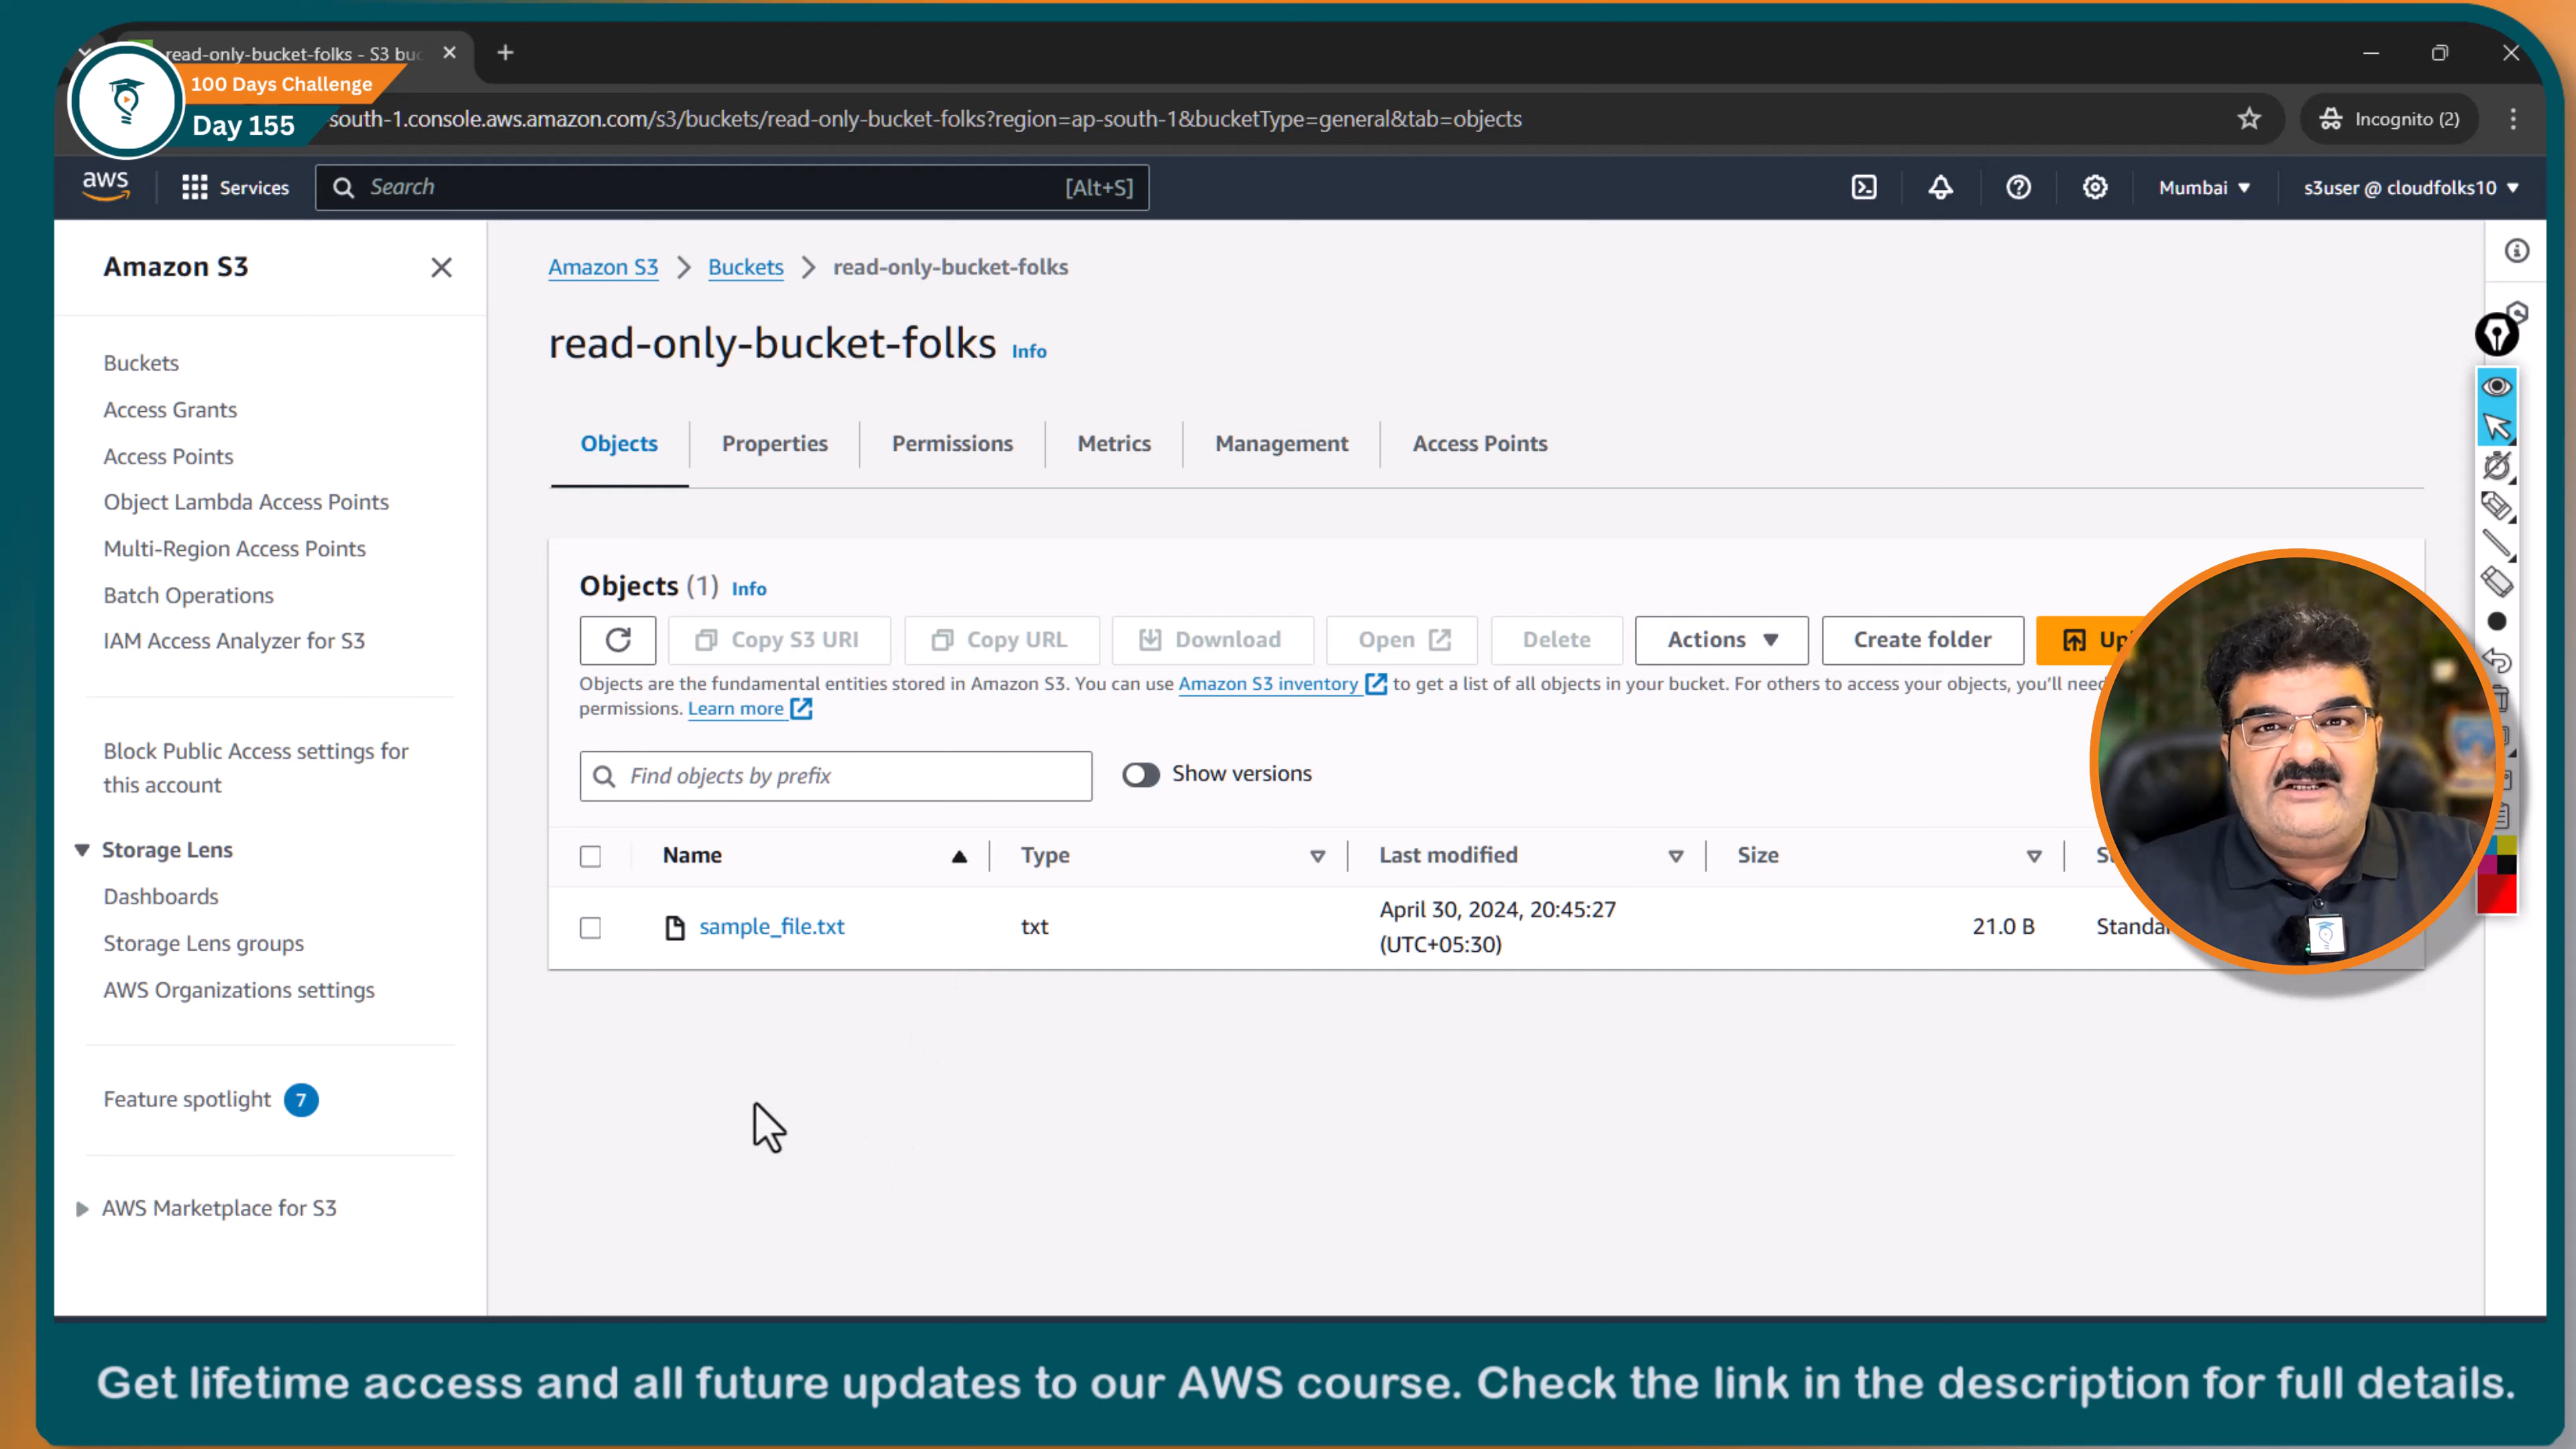 read-only-bucket-folks - S3 buc
100 Days Challenge
Day 155
-south-1.console.aws.amazon.com/s3/buckets/read-only-bucket-folks?region=ap-south-1&bucketType=general&tab=objects
Incognito (2)
aws
Services
Search
[Alt+S]
Mumbai
s3user @ cloudfolks10
Amazon S3
Buckets
Access Grants
Access Points
Object Lambda Access Points
Multi-Region Access Points
Batch Operations
IAM Access Analyzer for S3
Block Public Access settings for
this account
Storage Lens
Dashboards
Storage Lens groups
AWS Organizations settings
Feature spotlight 7
AWS Marketplace for S3
Amazon S3 > Buckets > read-only-bucket-folks
read-only-bucket-folks Info
Objects Properties Permissions Metrics Management Access Points
Objects (1) Info
Copy S3 URI Copy URL Download Open Delete Actions Create folder
Objects are the fundamental entities stored in Amazon S3. You can use Amazon S3 inventory to get a list of all objects in your bucket. For others to access your objects, you'll need
permissions. Learn more
Find objects by prefix
Show versions
Name Type Last modified Size
sample_file.txt txt April 30, 2024, 20:45:27 21.0 B
(UTC+05:30)
Get lifetime access and all future updates to our AWS course. Check the link in the description for full details.